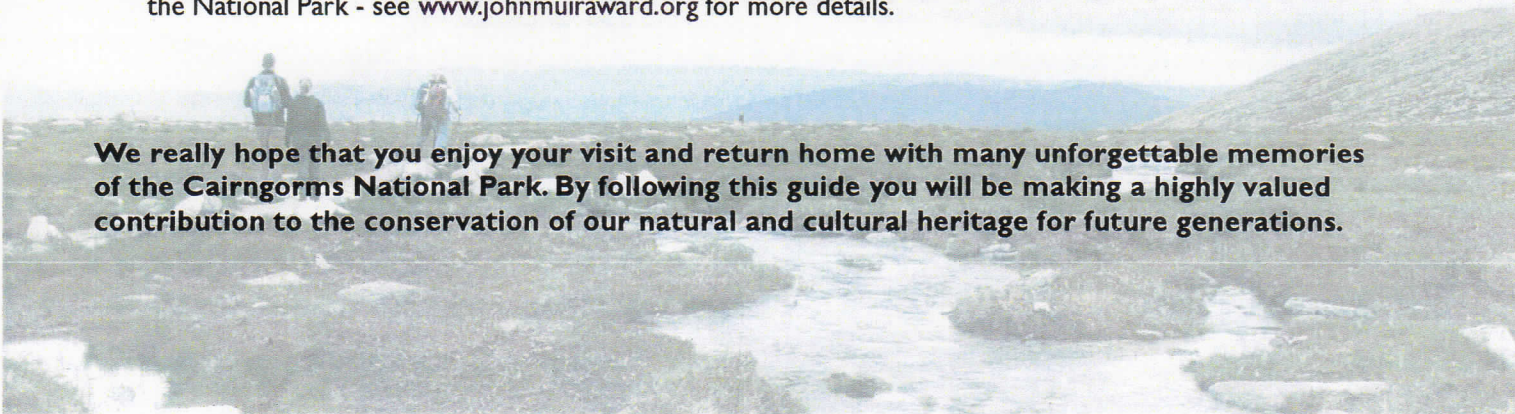 the National Park - see www.johnmuiraward.org for more details.
We really hope that you enjoy your visit and return home with many unforgettable memories
of the Cairngorms National Park. By following this guide you will be making a highly valued
contribution to the conservation of our natural and cultural heritage for future generations.